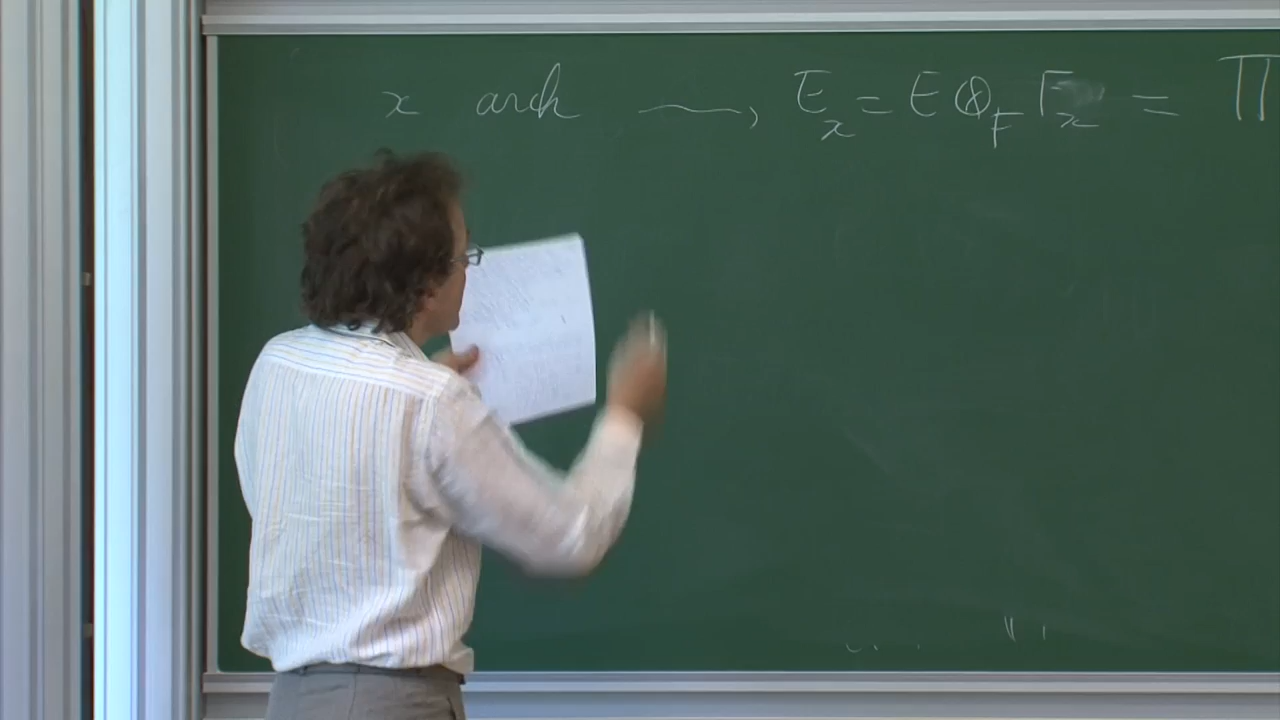 x arch ⟿ E_x = E ⊗_F F_x = ∏